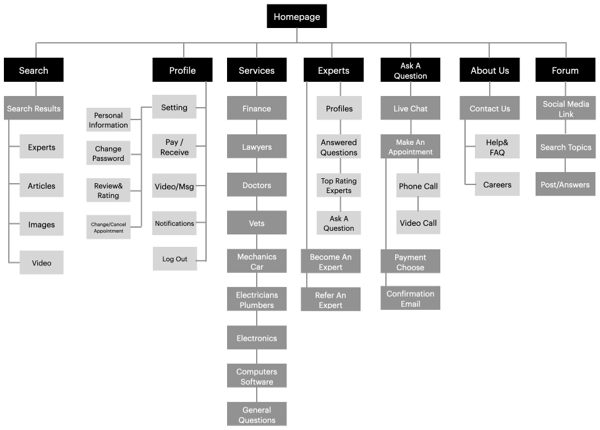 Homepage
Search
Profile
Services
Experts
Ask A
Question
About Us
Forum
Search Results
Experts
Articles
Images
Video
Personal
Information
Change
Password
Review&
Rating
Change/Cancel
Appointment
Setting
Pay /
Receive
Video/Msg
Notifications
Log Out
Finance
Lawyers
Doctors
Vets
Mechanics
Car
Electricians
Plumbers
Electronics
Computers
Software
General
Questions
Profiles
Answered
Questions
Top Rating
Experts
Ask A
Question
Become An
Expert
Refer An
Expert
Live Chat
Make An
Appointment
Phone Call
Video Call
Payment
Choose
Confirmation
Email
Contact Us
Help&
FAQ
Careers
Social Media
Link
Search Topics
Post/Answers